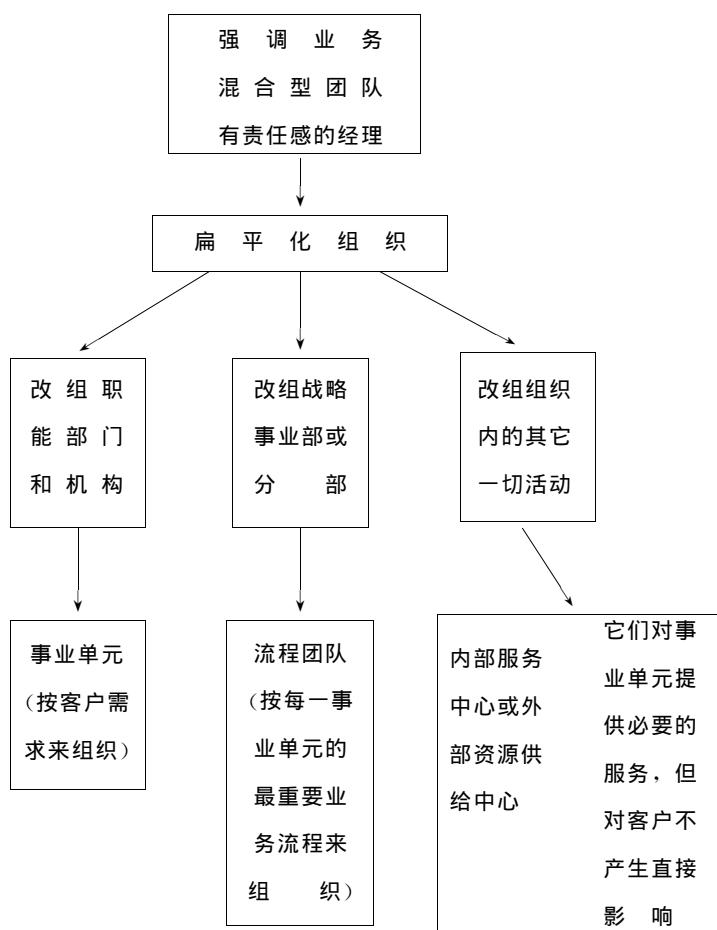 强调业务
混合型团队
有责任感的经理
扁平化组织
改组职
能部门
和机构
改组战略
事业部或
分部
改组组织
内的其它
一切活动
事业单元
（按客户需
求来组织）
流程团队
（按每一事
业单元的
最重要业
务流程来
组织）
内部服务
中心或外
部资源供
给中心
它们对事
业单元提
供必要的
服务，但
对客户不
产生直接
影响